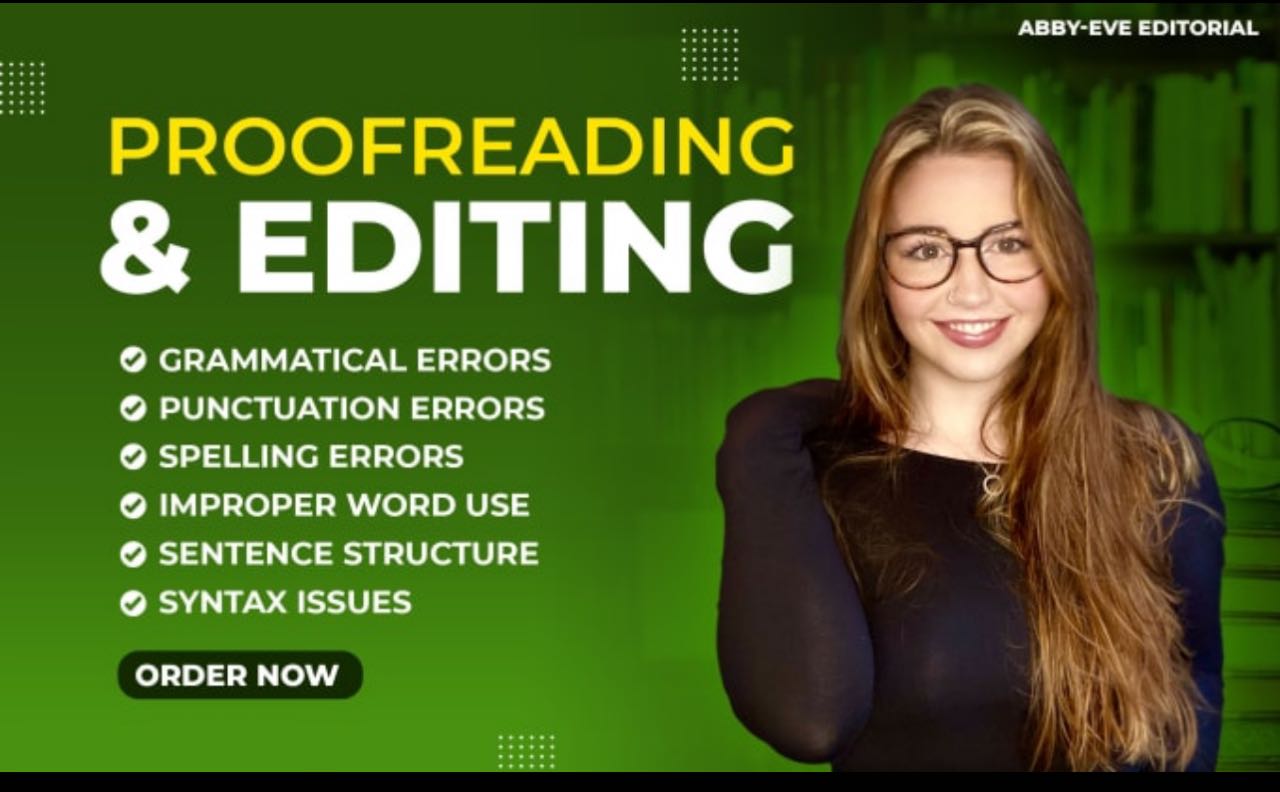 ABBY-EVE EDITORIAL
PROOFREADING
& EDITING
GRAMMATICAL ERRORS
PUNCTUATION ERRORS
SPELLING ERRORS
IMPROPER WORD USE
SENTENCE STRUCTURE
SYNTAX ISSUES
ORDER NOW